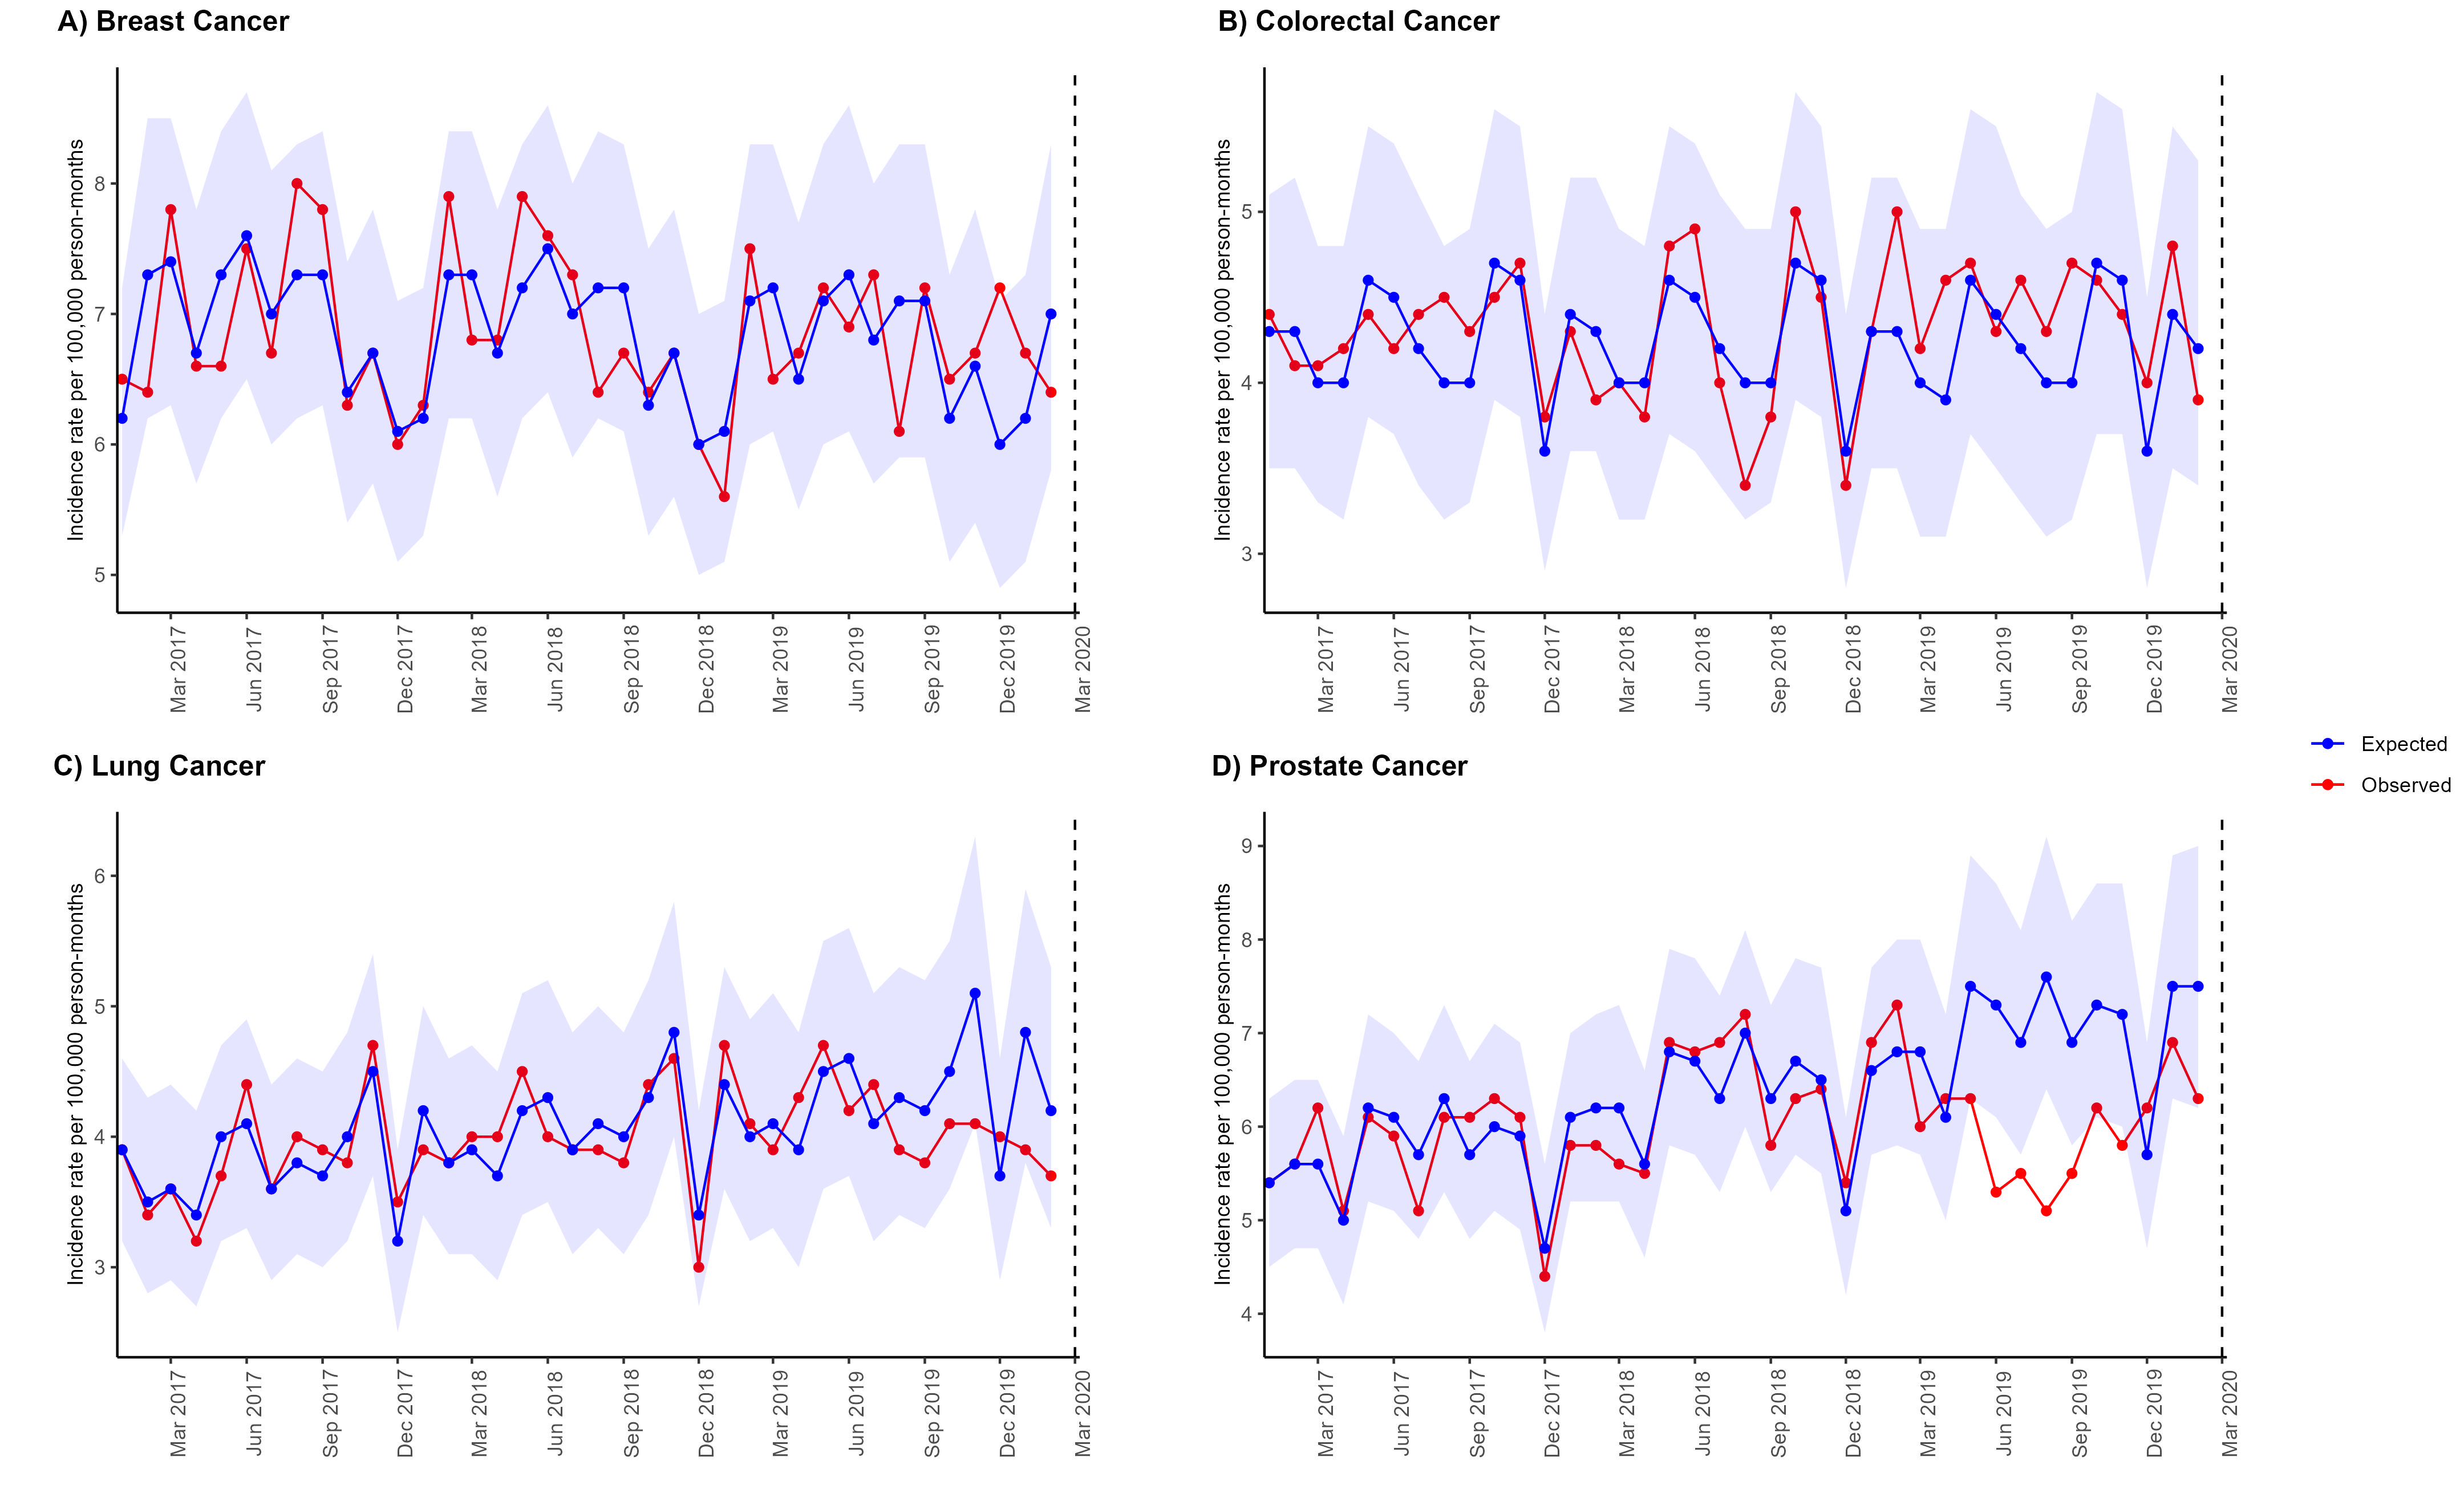 A) Breast Cancer
B) Colorectal Cancer
Incidence rate per 100,000 person-months
8
7
6
5
Mar 2017
Jun 2017
Sep 2017
Dec 2017
Mar 2018
Jun 2018
Sep 2018
Dec 2018
Mar 2019
Jun 2019
Sep 2019
Dec 2019
Mar 2020
Incidence rate per 100,000 person-months
5
4
3
Mar 2017
Jun 2017
Sep 2017
Dec 2017
Mar 2018
Jun 2018
Sep 2018
Dec 2018
Mar 2019
Jun 2019
Sep 2019
Dec 2019
Mar 2020
Expected
Observed
C) Lung Cancer
D) Prostate Cancer
Incidence rate per 100,000 person-months
6
5
4
3
Mar 2017
Jun 2017
Sep 2017
Dec 2017
Mar 2018
Jun 2018
Sep 2018
Dec 2018
Mar 2019
Jun 2019
Sep 2019
Dec 2019
Mar 2020
Incidence rate per 100,000 person-months
9
8
7
6
5
4
Mar 2017
Jun 2017
Sep 2017
Dec 2017
Mar 2018
Jun 2018
Sep 2018
Dec 2018
Mar 2019
Jun 2019
Sep 2019
Dec 2019
Mar 2020